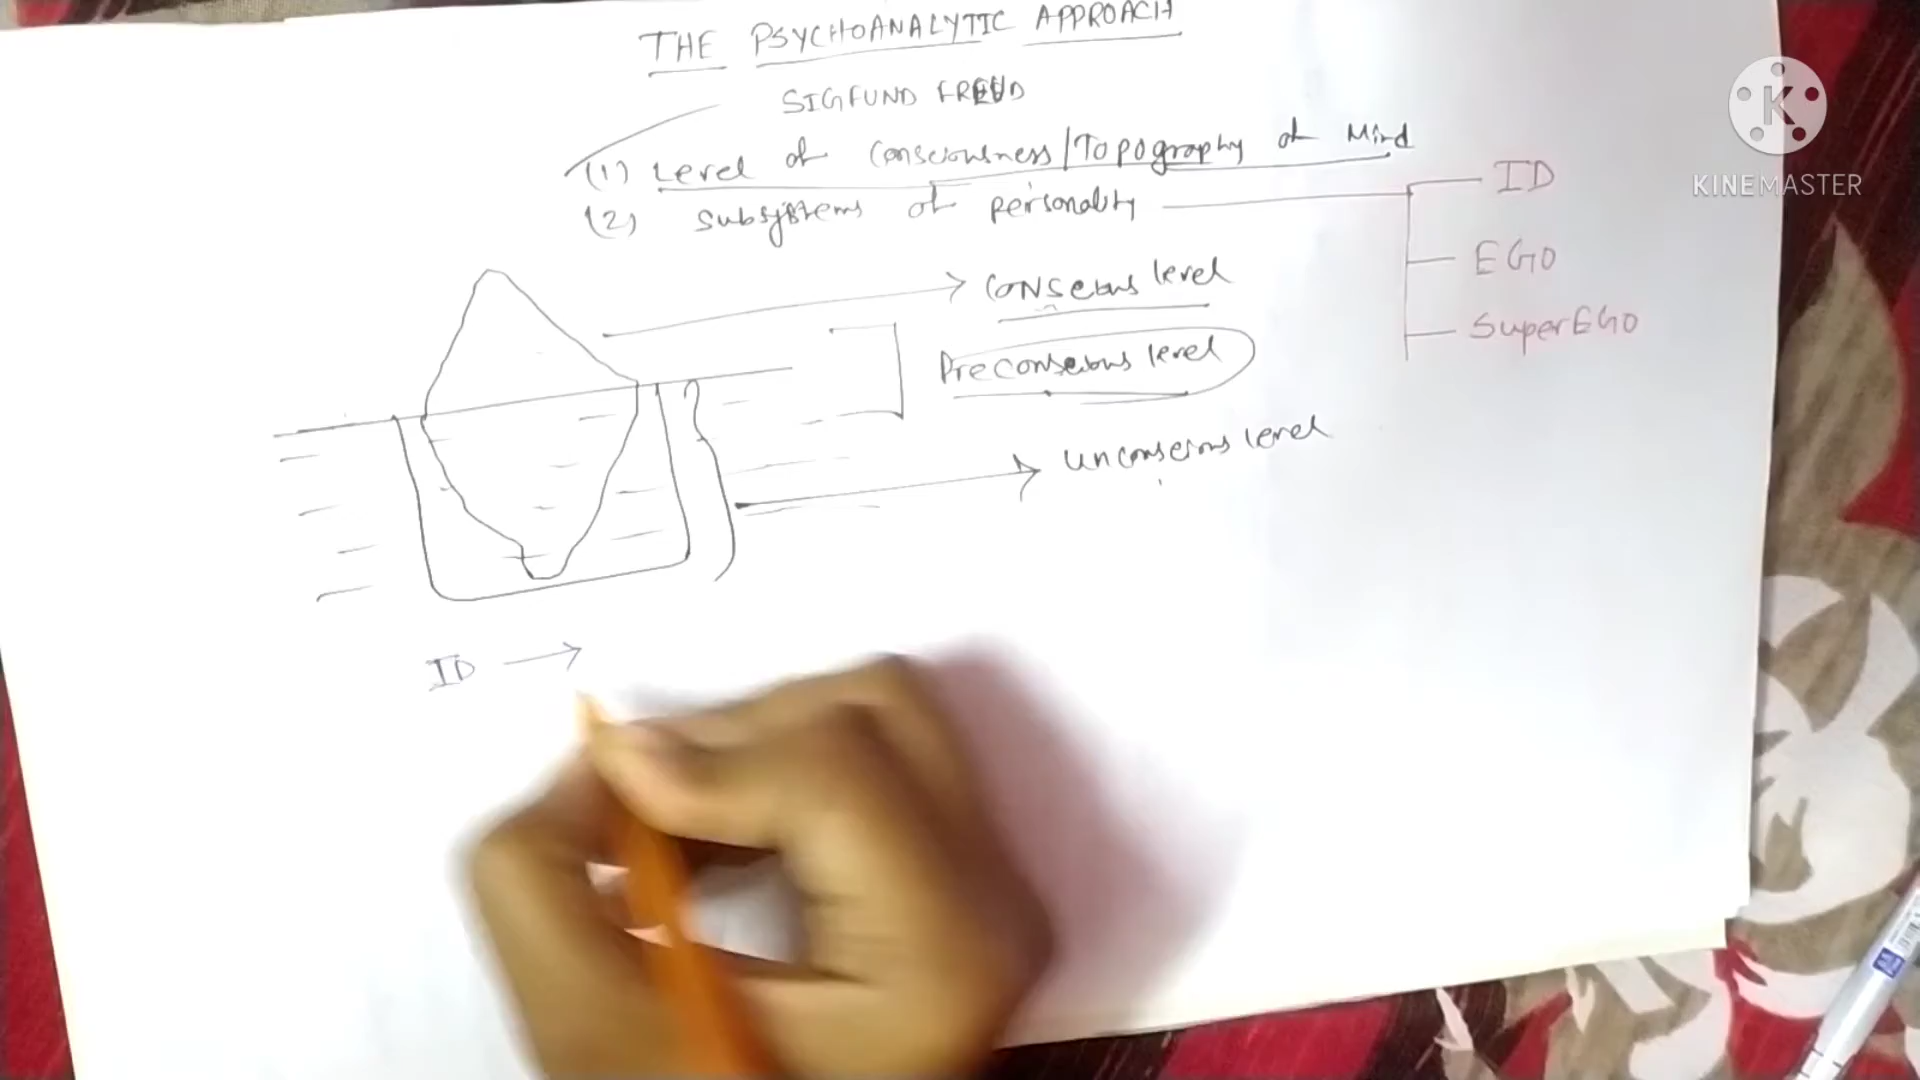 THE PSYCHOANALYTIC APPROACH
SIGFUND FREUD
(1) Level of Consciousness/Topography of Mind
(2) subsystems of personality
ID
EGO
SuperEGO
Conscious level
Preconscious level
unconscious level
ID →
K
KINEMASTER